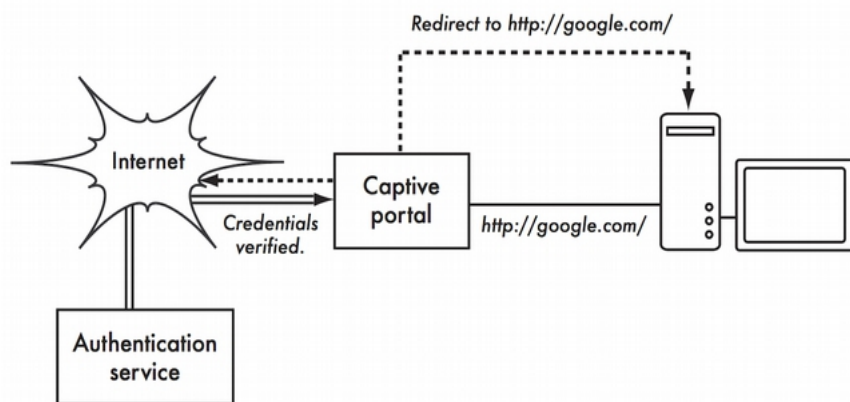 Redirect to http://google.com/
Internet
Captive
portal
Credentials
verified.
http://google.com/
Authentication
service